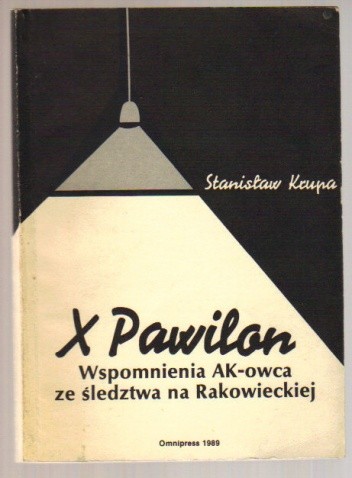 Stanisław Krupa
X Pawilon
Wspomnienia AK-owca
ze śledztwa na Rakowieckiej
Omnipress 1989